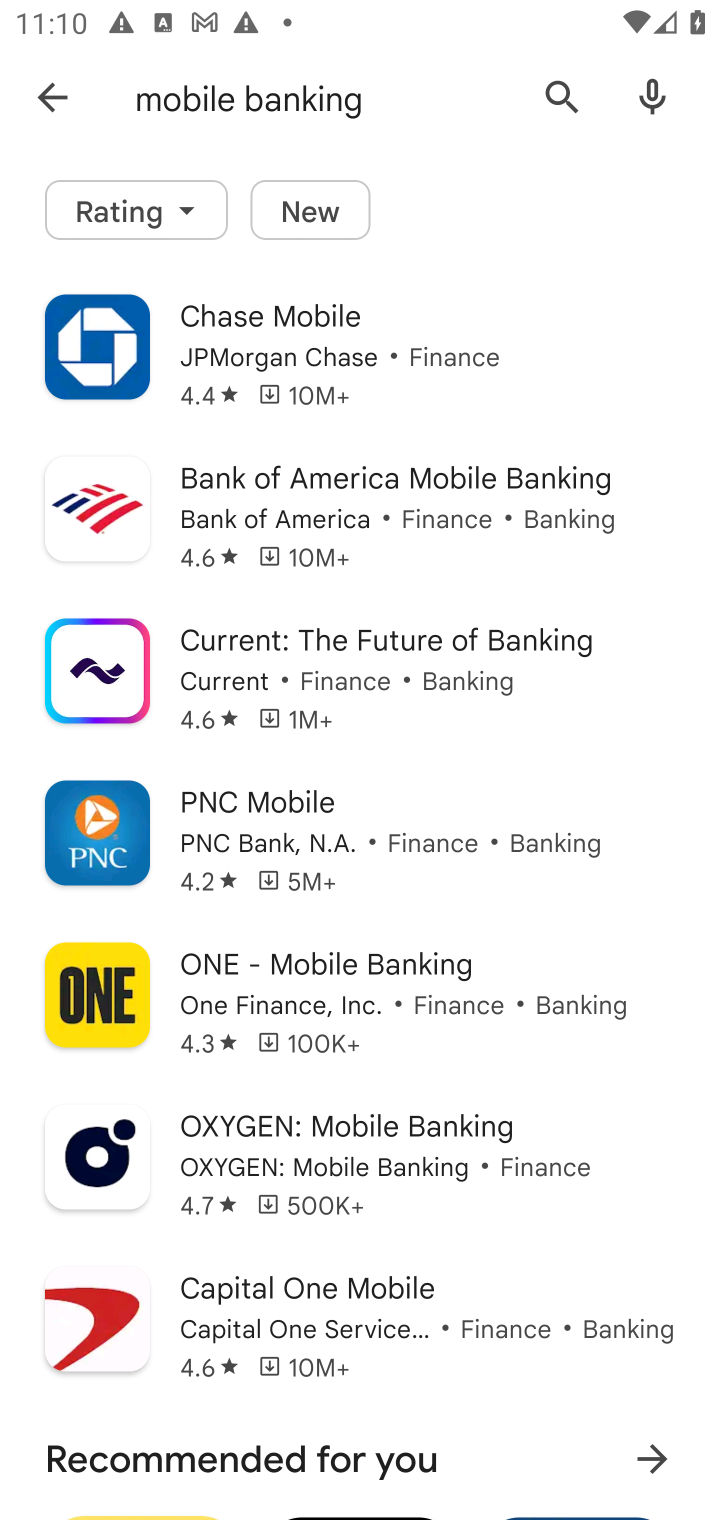 11:10
mobile banking
Rating
New
Chase Mobile
JPMorgan Chase • Finance
4.4★ 10M+
Bank of America Mobile Banking
Bank of America • Finance • Banking
4.6★ 10M+
Current: The Future of Banking
Current • Finance • Banking
4.6★ 1M+
PNC
PNC Mobile
PNC Bank, N.A. • Finance • Banking
4.2★ 5M+
ONE
ONE - Mobile Banking
One Finance, Inc. • Finance • Banking
4.3★ 100K+
OXYGEN: Mobile Banking
OXYGEN: Mobile Banking • Finance
4.7★ 500K+
Capital One Mobile
Capital One Service... • Finance • Banking
4.6★ 10M+
Recommended for you